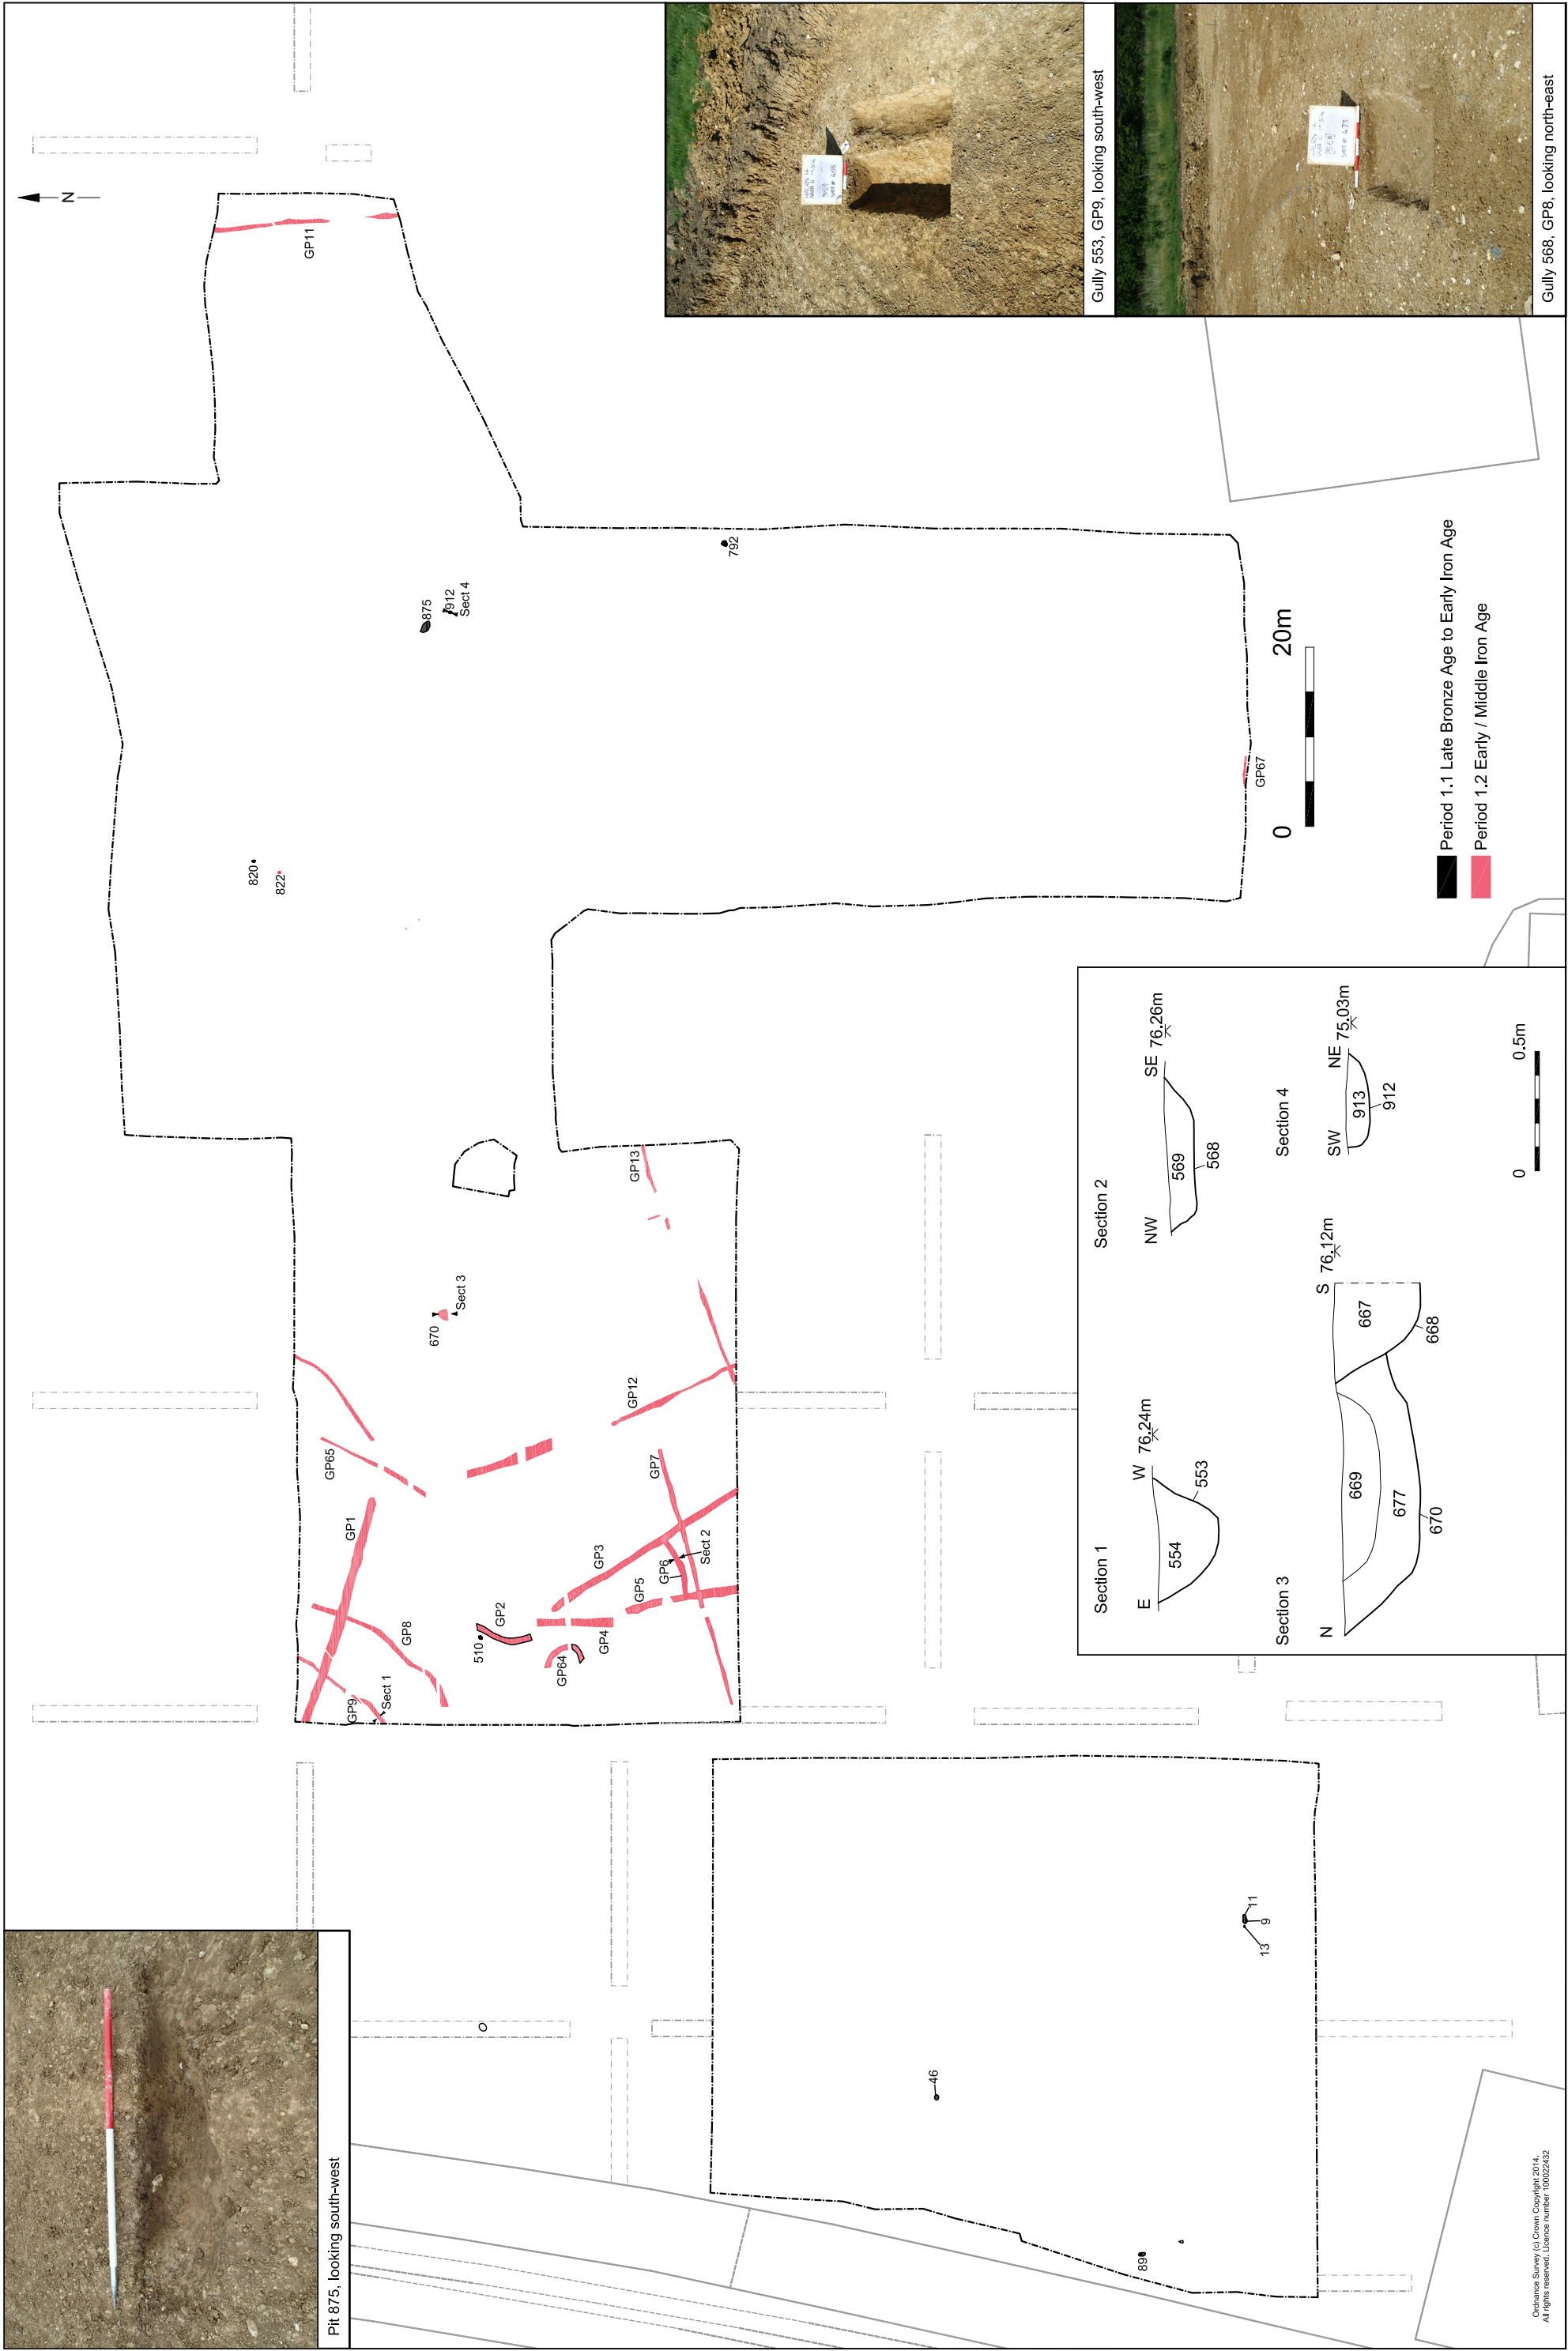 Pit 875, looking south-west
N
GP11
GP65
GP1
GP8
GP9
Sect 1
510
GP2
GP64
GP4
GP3
GP5
GP6
Sect 2
GP7
GP12
GP13
670
Sect 3
820
822
875
912
Sect 4
792
GP67
46
890
11
9
13
0 20m
Period 1.1 Late Bronze Age to Early Iron Age
Period 1.2 Early / Middle Iron Age
Section 1
E W 76.24m
554
553
Section 2
NW SE 76.26m
569
568
Section 3
N S 76.12m
669
677
670
667
668
Section 4
SW NE 75.03m
913
912
0 0.5m
Gully 553, GP9, looking south-west
Gully 568, GP8, looking north-east
Ordnance Survey (c) Crown Copyright 2014.
All rights reserved. Licence number 100022432